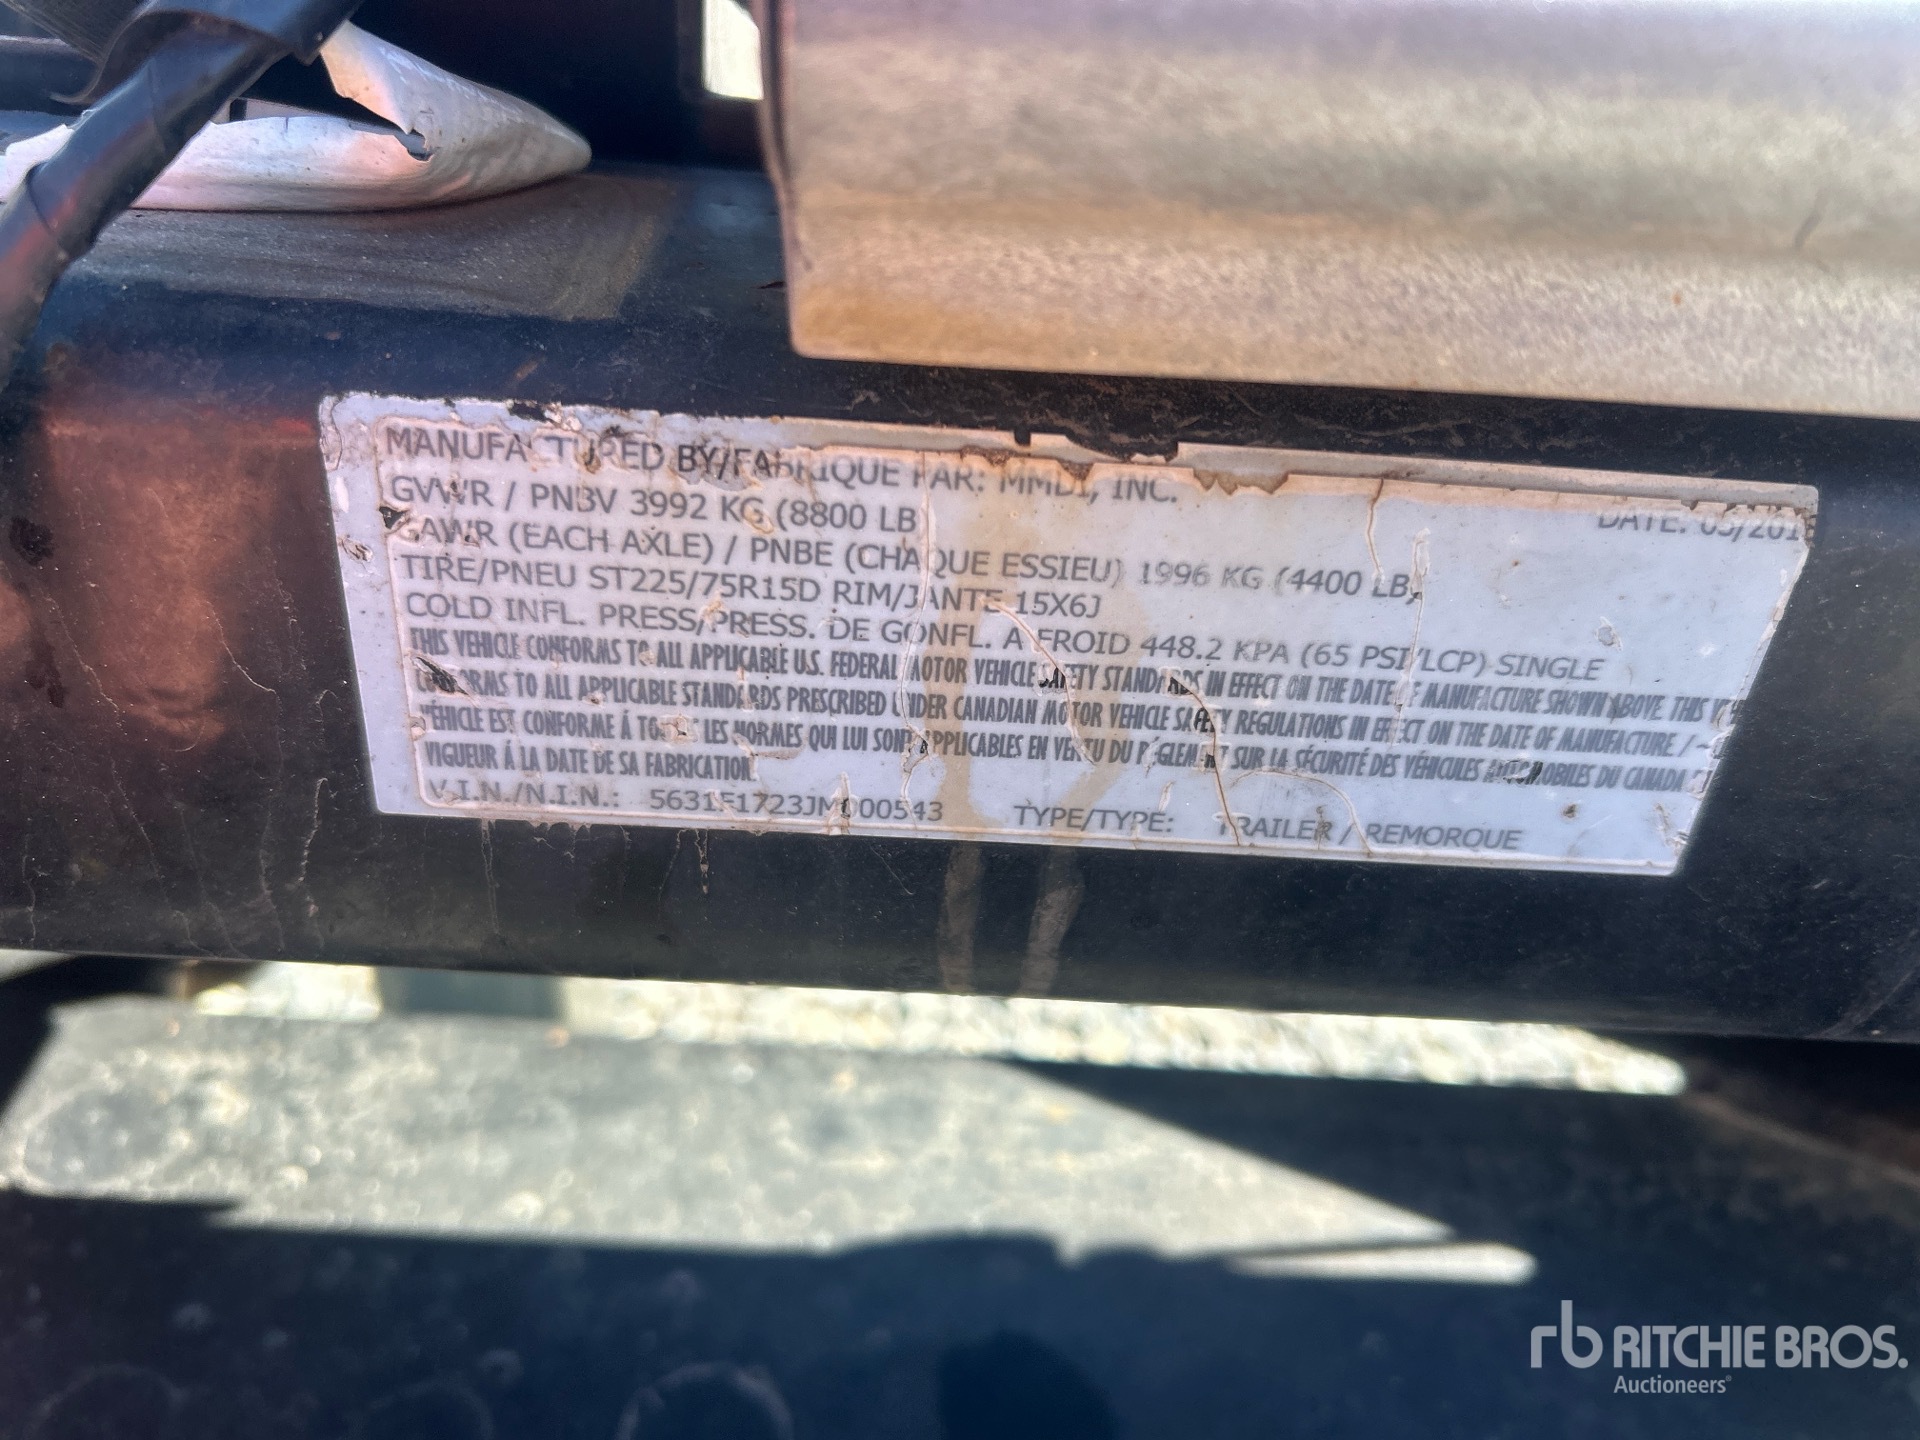 MANUFACTURED BY/FABRIQUE PAR: MMDI, INC.
DATE: 05/2018
GVWR / PNBV 3992 KG (8800 LB
GAWR (EACH AXLE) / PNBE (CHAQUE ESSIEU) 1996 KG (4400 LB)
TIRE/PNEU ST225/75R15D RIM/JANTE 15X6J
COLD INFL. PRESS/PRESS. DE GONFL. A FROID 448.2 KPA (65 PSI/LCP) SINGLE
THIS VEHICLE CONFORMS TO ALL APPLICABLE U.S. FEDERAL MOTOR VEHICLE SAFETY STANDARDS IN EFFECT ON THE DATE OF MANUFACTURE SHOWN ABOVE. THIS
CONFORMS TO ALL APPLICABLE STANDARDS PRESCRIBED UNDER CANADIAN MOTOR VEHICLE SAFETY REGULATIONS IN EFFECT ON THE DATE OF MANUFACTURE. / -
VÉHICLE EST CONFORME À TOUTES LES NORMES QUI LUI SONT APPLICABLES EN VERTU DU RÉGLEMENT SUR LA SÉCURITÉ DES VÉHICULES AUTOMOBILES DU CANADA
VIGUEUR Á LA DATE DE SA FABRICATION.
V.I.N./N.I.N.: 5631F1723JM000543 TYPE/TYPE: TRAILER / REMORQUE
rb RITCHIE BROS.
Auctioneers